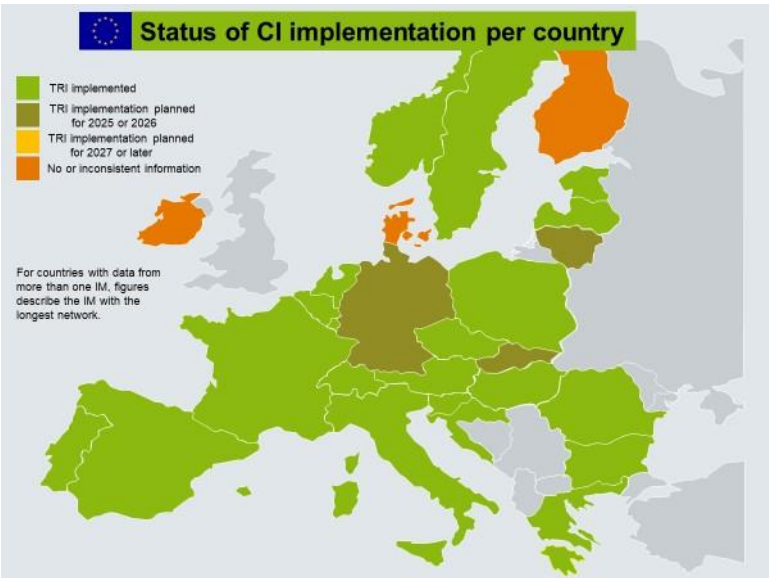 Status of CI implementation per country
TRI implemented
TRI implementation planned
for 2025 or 2026
TRI implementation planned
for 2027 or later
No or inconsistent information
For countries with data from
more than one IM, figures
describe the IM with the
longest network.